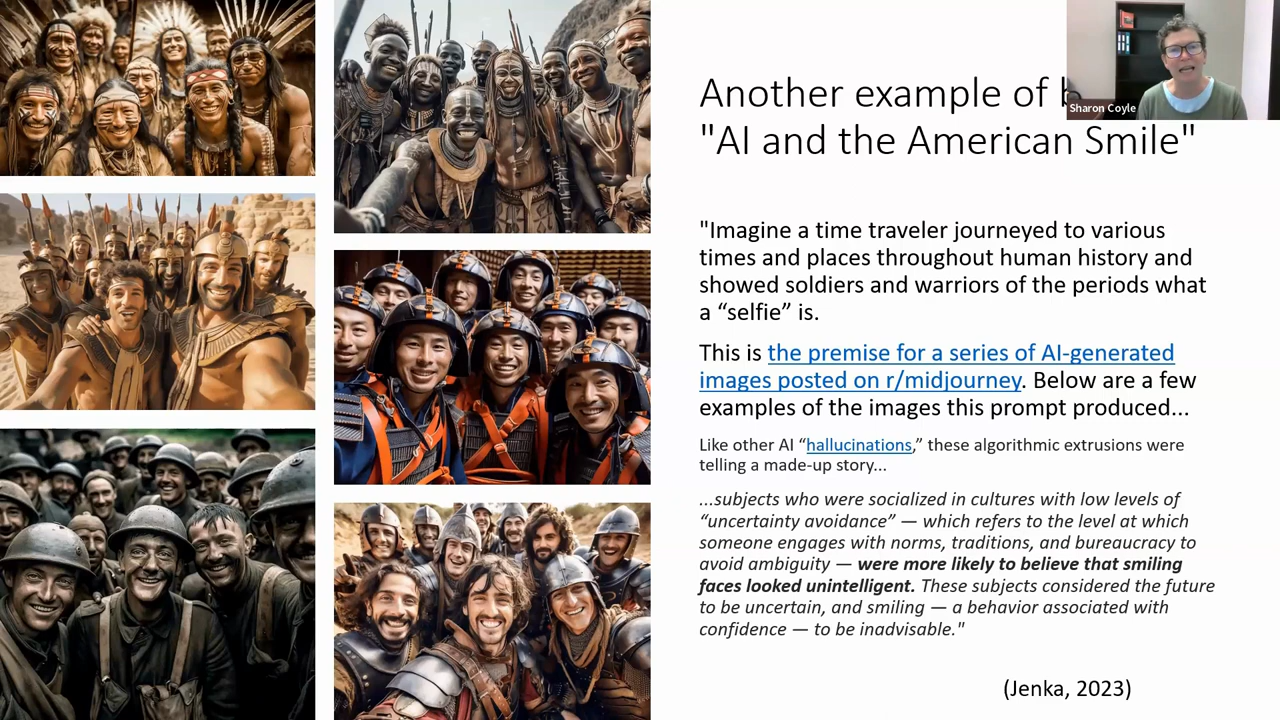 Another example of
"AI and the American Smile"
Sharon Coyle
"Imagine a time traveler journeyed to various
times and places throughout human history and
showed soldiers and warriors of the periods what
a “selfie” is.
This is the premise for a series of AI-generated
images posted on r/midjourney. Below are a few
examples of the images this prompt produced...
Like other AI “hallucinations,” these algorithmic extrusions were
telling a made-up story...
...subjects who were socialized in cultures with low levels of
“uncertainty avoidance” — which refers to the level at which
someone engages with norms, traditions, and bureaucracy to
avoid ambiguity — were more likely to believe that smiling
faces looked unintelligent. These subjects considered the future
to be uncertain, and smiling — a behavior associated with
confidence — to be inadvisable."
(Jenka, 2023)